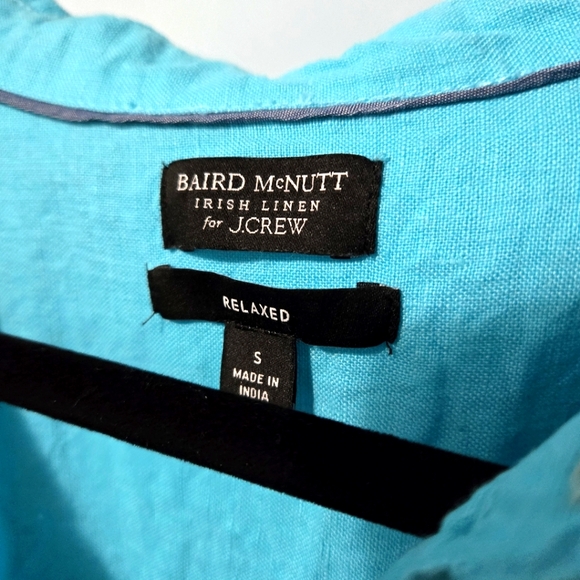 BAIRD McNUTT
IRISH LINEN
for J.CREW
RELAXED
S
MADE IN
INDIA